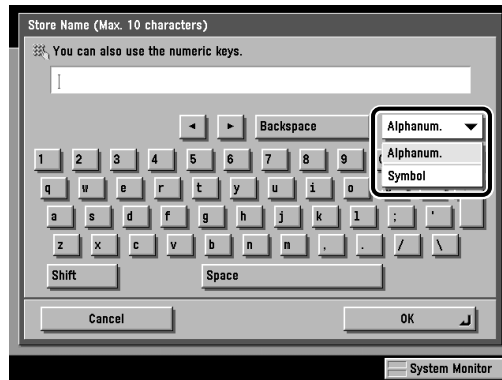 Store Name (Max. 10 characters)
You can also use the numeric keys.
◄ ► Backspace Alphanum. ▼
Alphanum.
Symbol
1 2 3 4 5 6 7 8 9
q w e r t y u i o
a s d f g h j k l ; '
z x c v b n m , . / \
Shift Space
Cancel OK
System Monitor